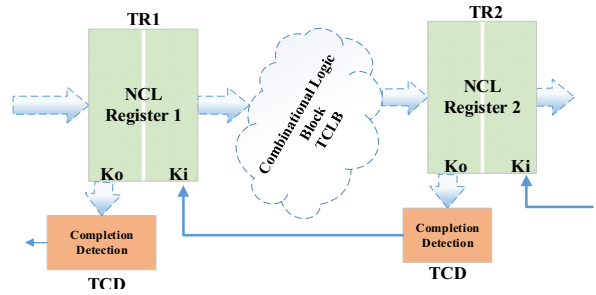 TR1
TR2
NCL
Register 1
Ko
Ki
Combinational Logic
Block
TCLB
NCL
Register 2
Ko
Ki
Completion
Detection
TCD
Completion
Detection
TCD